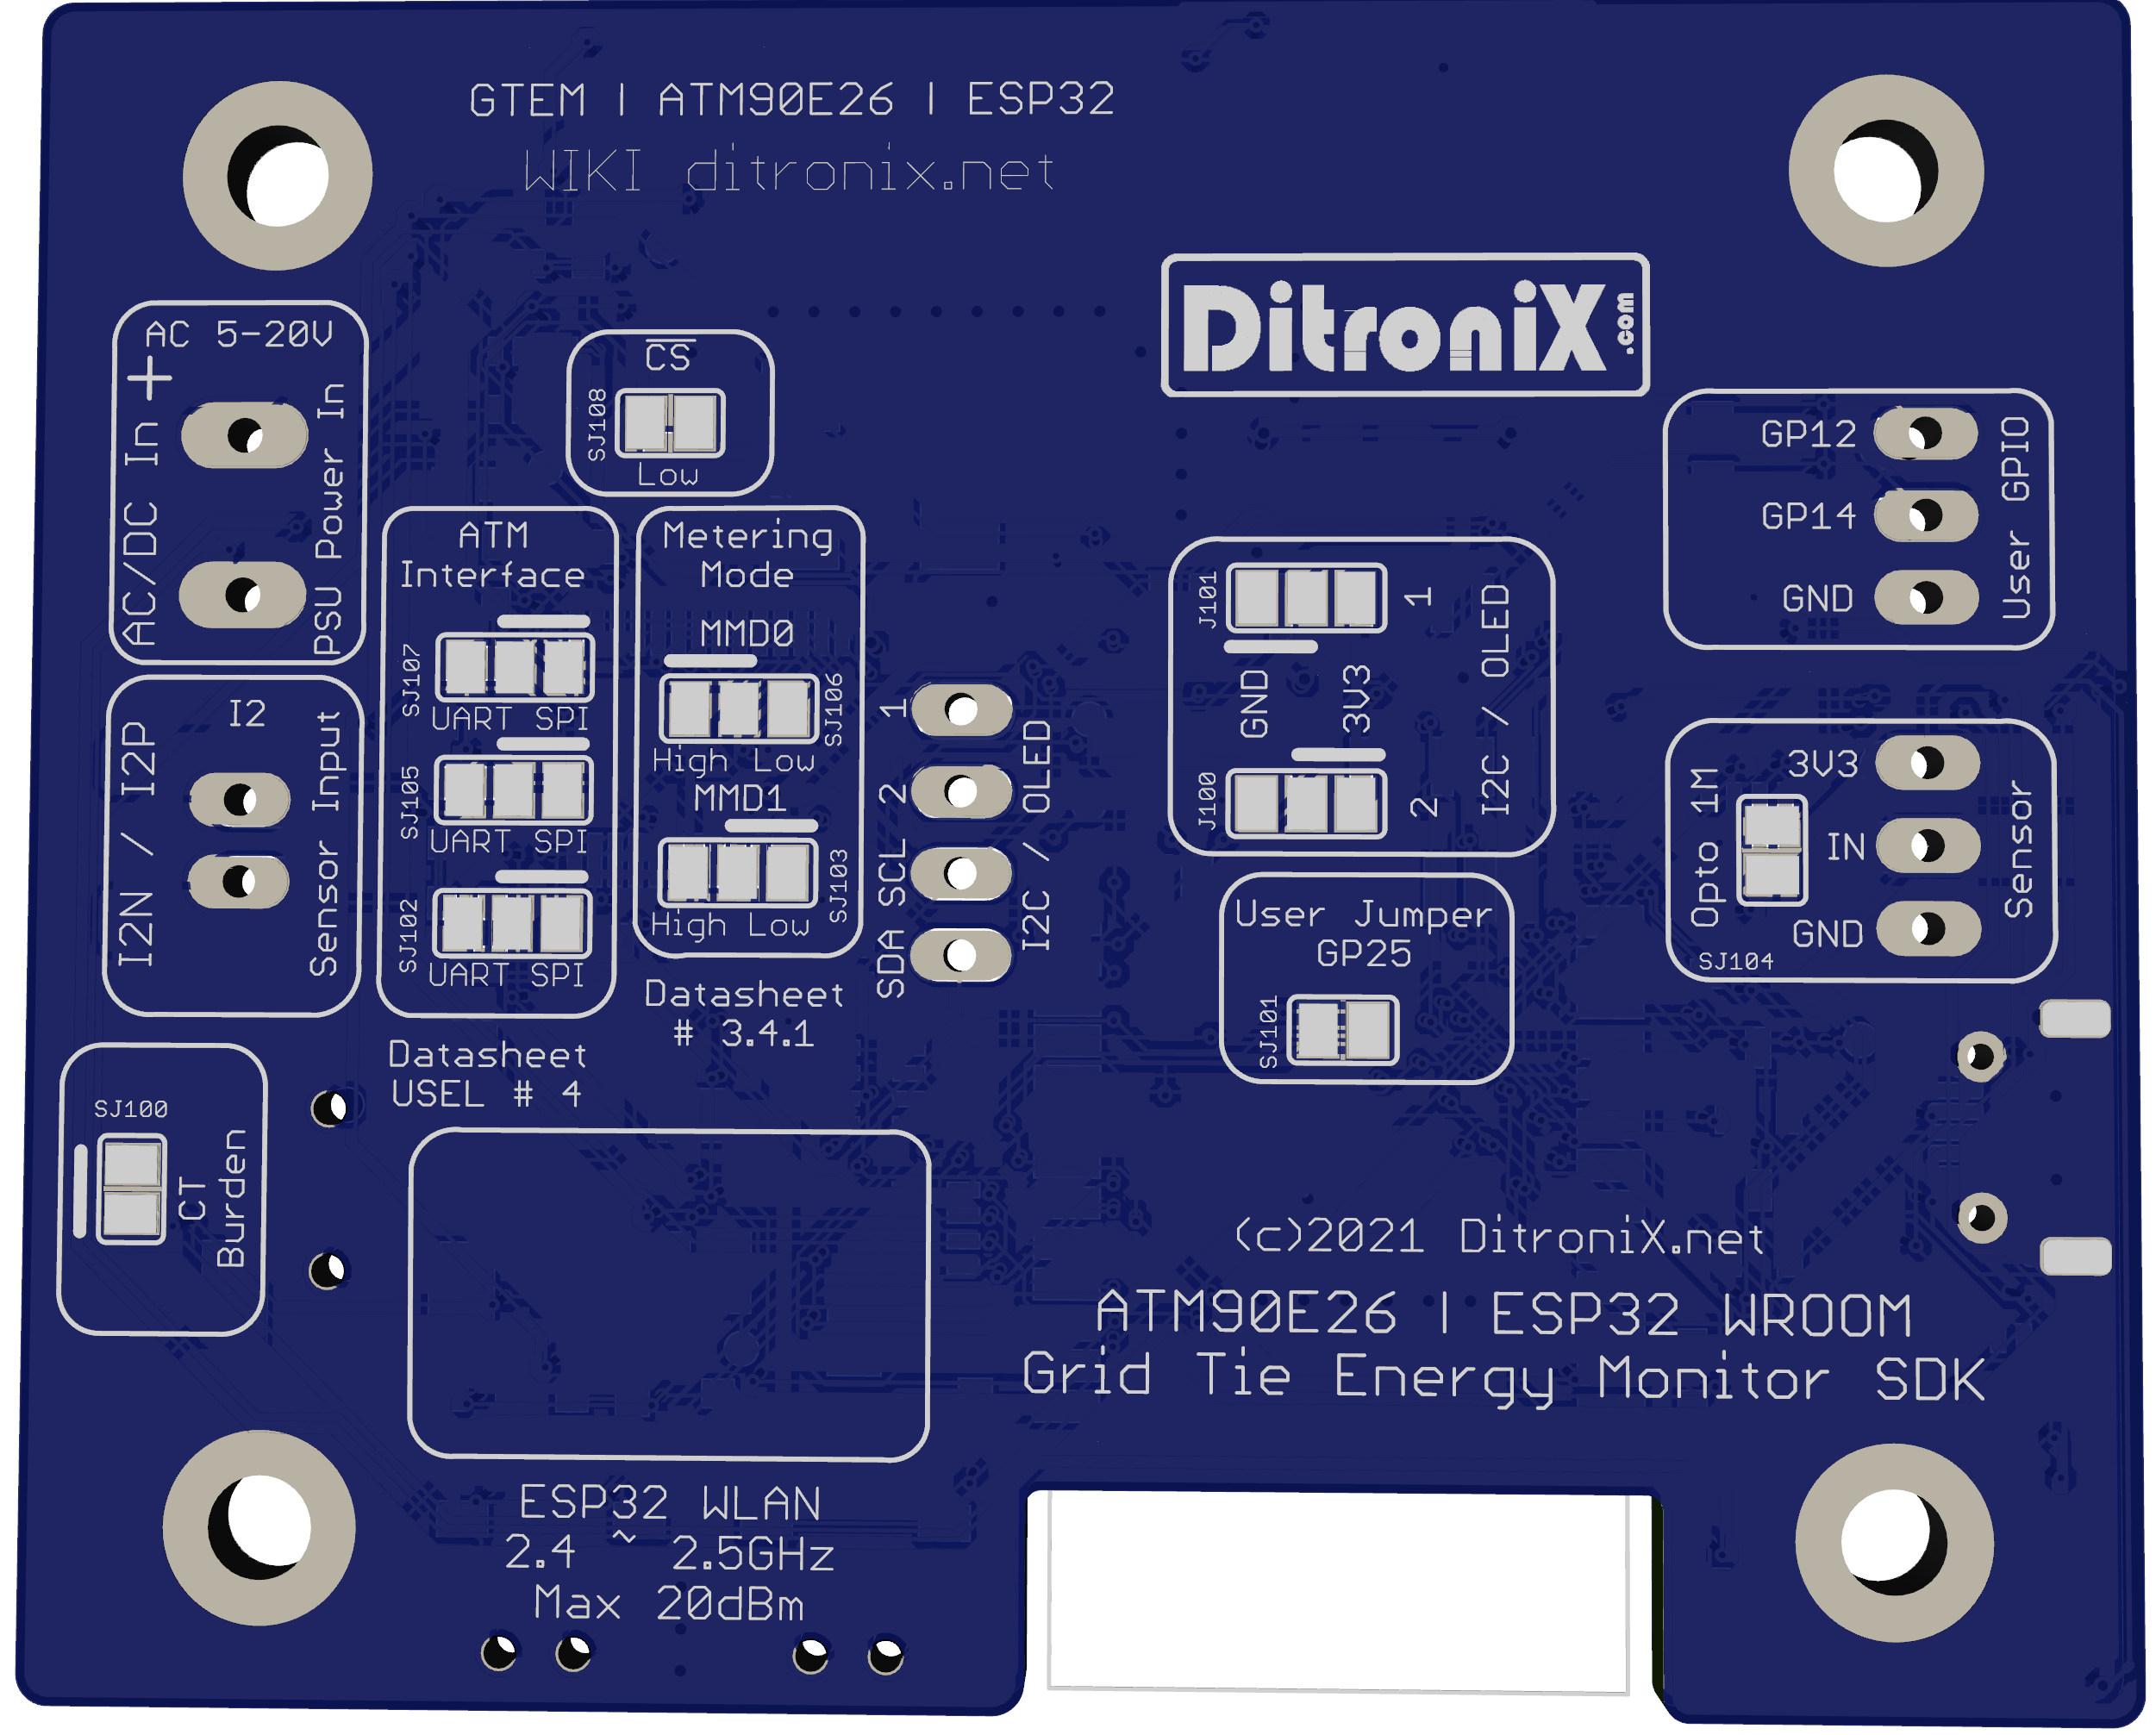 GTEM | ATM90E26 | ESP32
WIKI ditronix.net
DitroniX.com
AC 5-20V
+
AC/DC In
PSU Power In
CS
SJ108
Low
GP12
GP14
GND
User GPIO
ATM
Interface
SJ107
UART SPI
SJ105
UART SPI
SJ102
UART SPI
Datasheet
USEL # 4
Metering
Mode
MMD0
SJ106
High Low
MMD1
SJ103
High Low
Datasheet
# 3.4.1
SDA SCL 2 1
I2C / OLED
J101
1
GND
3V3
J100
2
I2C / OLED
I2
I2N / I2P
Sensor Input
Opto 1M
SJ104
3V3
IN
GND
Sensor
User Jumper
GP25
SJ101
SJ100
CT
Burden
(c)2021 DitroniX.net
ATM90E26 | ESP32 WROOM
Grid Tie Energy Monitor SDK
ESP32 WLAN
2.4 ~ 2.5GHz
Max 20dBm